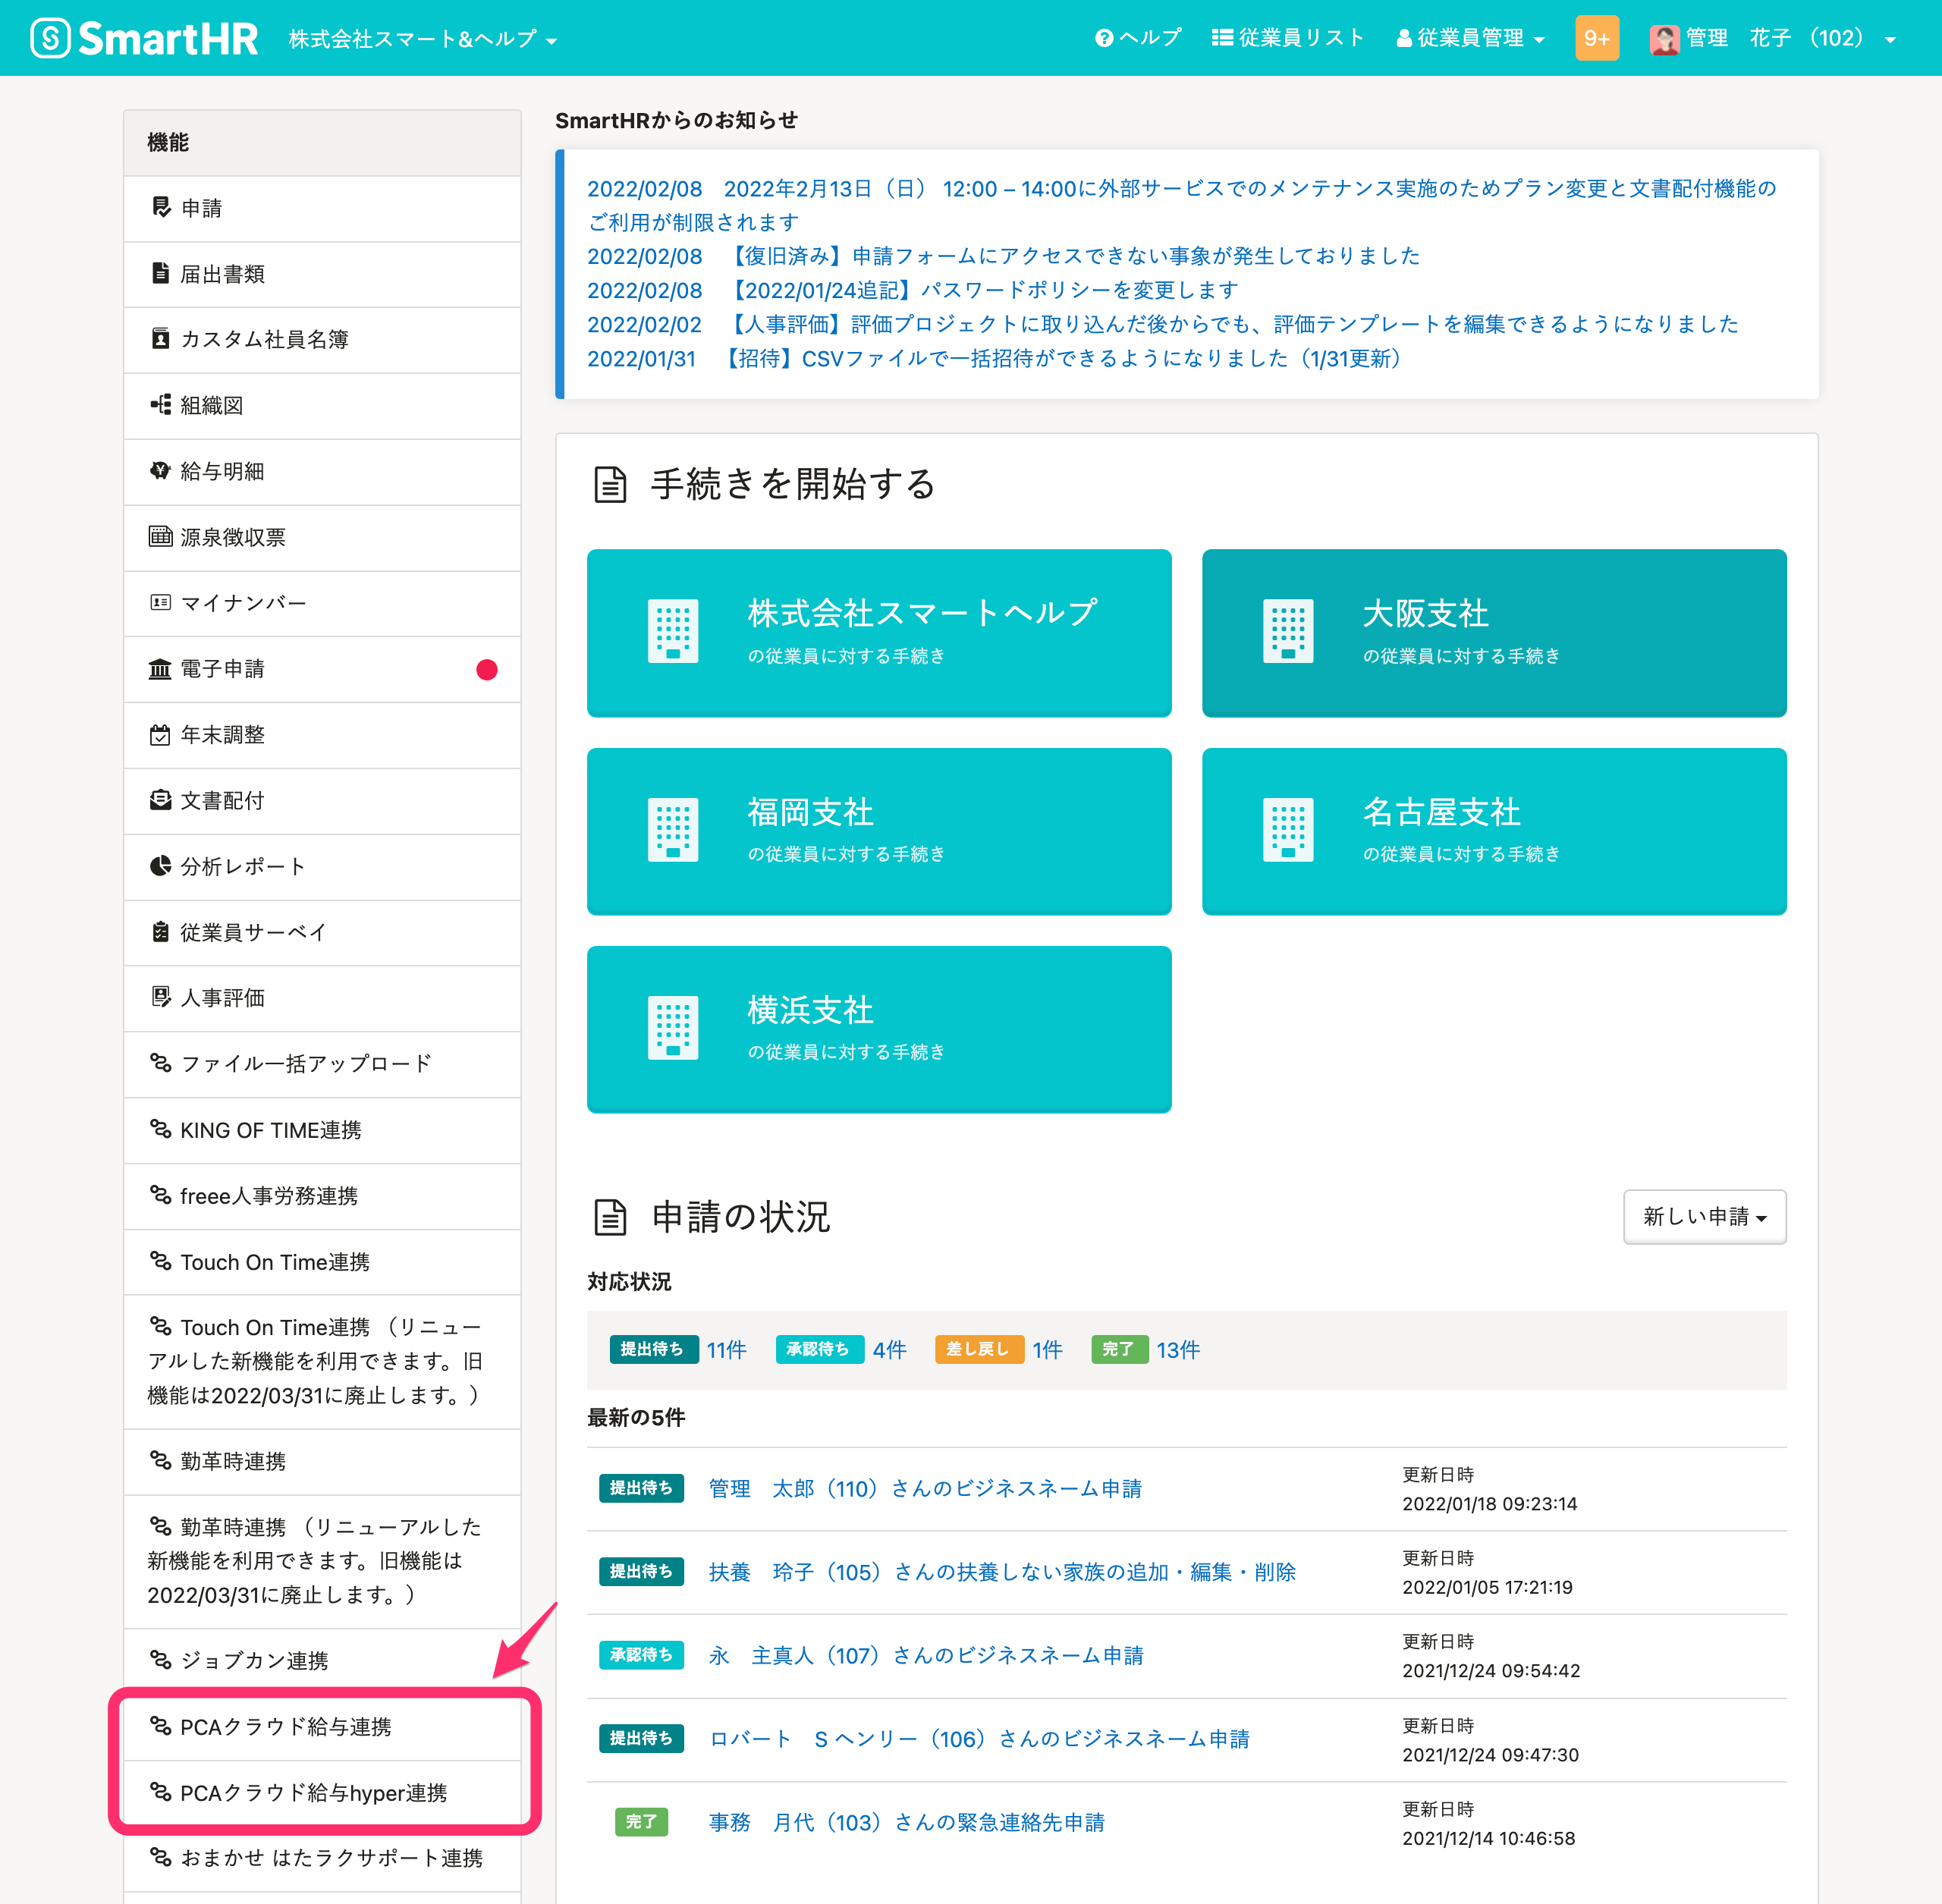 SmartHR 株式会社スマート&ヘルプ ヘルプ 従業員リスト 従業員管理 9+ 管理　花子 （102）
機能
申請
届出書類
カスタム社員名簿
組織図
給与明細
源泉徴収票
マイナンバー
電子申請
年末調整
文書配付
分析レポート
従業員サーベイ
人事評価
ファイル一括アップロード
KING OF TIME連携
freee人事労務連携
Touch On Time連携
Touch On Time連携 （リニュー
アルした新機能を利用できます。旧
機能は2022/03/31に廃止します。）
勤革時連携
勤革時連携 （リニューアルした
新機能を利用できます。旧機能は
2022/03/31に廃止します。）
ジョブカン連携
PCAクラウド給与連携
PCAクラウド給与hyper連携
おまかせ はたラクサポート連携
SmartHRからのお知らせ
2022/02/08　2022年2月13日（日） 12:00 – 14:00に外部サービスでのメンテナンス実施のためプラン変更と文書配付機能の
ご利用が制限されます
2022/02/08　【復旧済み】申請フォームにアクセスできない事象が発生しておりました
2022/02/08　【2022/01/24追記】パスワードポリシーを変更します
2022/02/02　【人事評価】評価プロジェクトに取り込んだ後からでも、評価テンプレートを編集できるようになりました
2022/01/31　【招待】CSVファイルで一括招待ができるようになりました（1/31更新）
手続きを開始する
株式会社スマートヘルプ
の従業員に対する手続き
大阪支社
の従業員に対する手続き
福岡支社
の従業員に対する手続き
名古屋支社
の従業員に対する手続き
横浜支社
の従業員に対する手続き
申請の状況
新しい申請
対応状況
提出待ち 11件 承認待ち 4件 差し戻し 1件 完了 13件
最新の5件
提出待ち 管理　太郎（110）さんのビジネスネーム申請
更新日時
2022/01/18 09:23:14
提出待ち 扶養　玲子（105）さんの扶養しない家族の追加・編集・削除
更新日時
2022/01/05 17:21:19
承認待ち 永　主真人（107）さんのビジネスネーム申請
更新日時
2021/12/24 09:54:42
提出待ち ロバート　S ヘンリー（106）さんのビジネスネーム申請
更新日時
2021/12/24 09:47:30
完了 事務　月代（103）さんの緊急連絡先申請
更新日時
2021/12/14 10:46:58